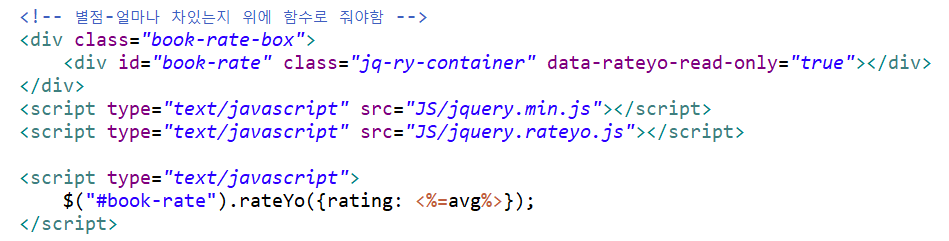 <!-- 별점-얼마나 차있는지 위에 함수로 줘야함 -->
<div class="book-rate-box">
    <div id="book-rate" class="jq-ry-container" data-rateyo-read-only="true"></div>
</div>
<script type="text/javascript" src="JS/jquery.min.js"></script>
<script type="text/javascript" src="JS/jquery.rateyo.js"></script>

<script type="text/javascript">
    $("#book-rate").rateYo({rating: <%=avg%>});
</script>